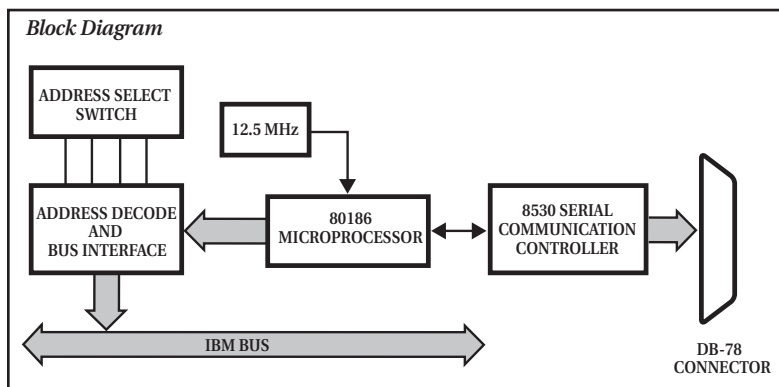 Block Diagram
ADDRESS SELECT
SWITCH
12.5 MHz
ADDRESS DECODE
AND
BUS INTERFACE
80186
MICROPROCESSOR
8530 SERIAL
COMMUNICATION
CONTROLLER
IBM BUS
DB-78
CONNECTOR